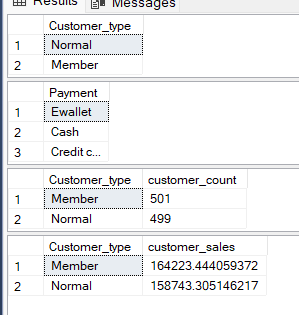 Results Messages
Customer_type
1 Normal
2 Member
Payment
1 Ewallet
2 Cash
3 Credit c...
Customer_type customer_count
1 Member 501
2 Normal 499
Customer_type customer_sales
1 Member 164223.444059372
2 Normal 158743.305146217